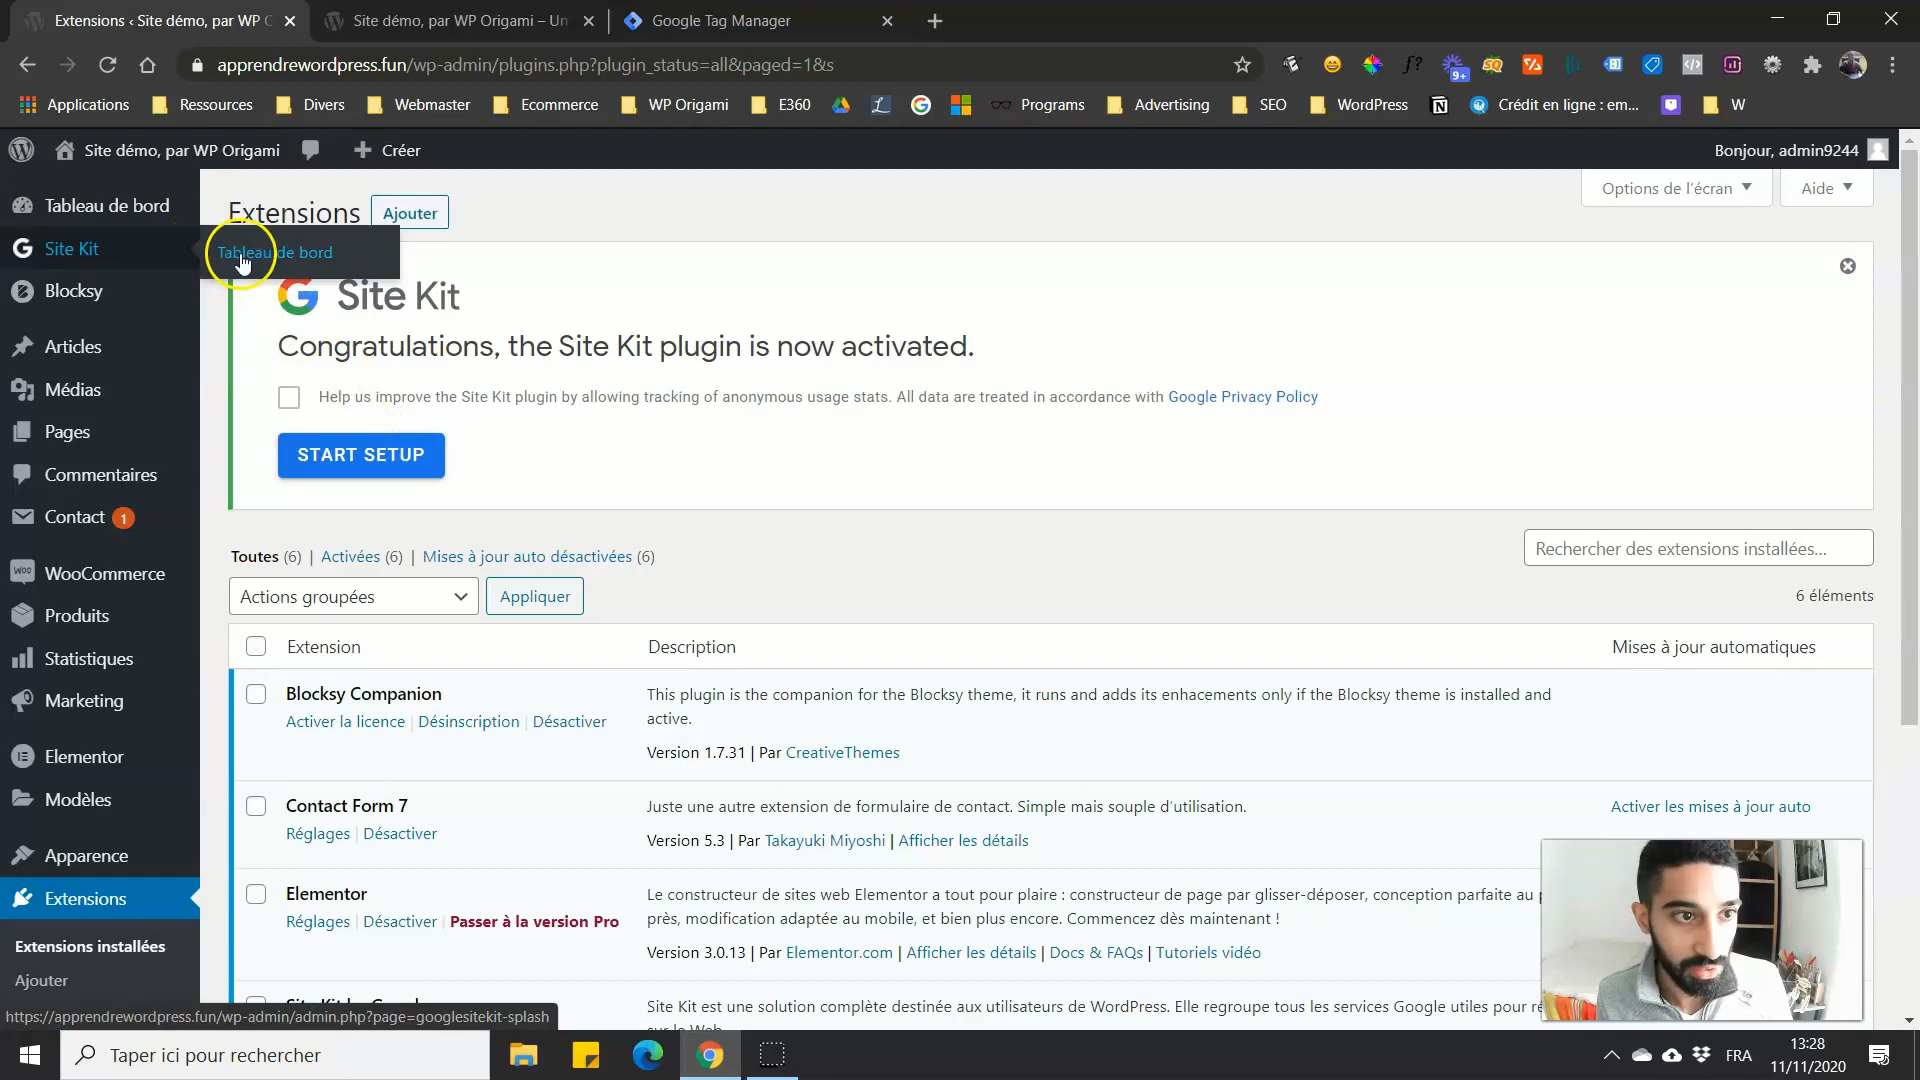 Extensions ‹ Site démo, par WP O
Site démo, par WP Origami – Un
Google Tag Manager
apprendrewordpress.fun/wp-admin/plugins.php?plugin_status=all&paged=1&s
9+
Applications
Ressources
Divers
Webmaster
Ecommerce
WP Origami
E360
Programs
Advertising
SEO
WordPress
Crédit en ligne : em...
W
Site démo, par WP Origami
Créer
Bonjour, admin9244
Tableau de bord
Site Kit
Blocksy
Articles
Médias
Pages
Commentaires
Contact 1
WooCommerce
Produits
Statistiques
Marketing
Elementor
Modèles
Apparence
Extensions
Extensions installées
Ajouter
Options de l'écran
Aide
Extensions
Ajouter
Tableau de bord
Site Kit
Congratulations, the Site Kit plugin is now activated.
Help us improve the Site Kit plugin by allowing tracking of anonymous usage stats. All data are treated in accordance with Google Privacy Policy
START SETUP
Toutes (6) | Activées (6) | Mises à jour auto désactivées (6)
Rechercher des extensions installées...
Actions groupées
Appliquer
6 éléments
Extension
Description
Mises à jour automatiques
Blocksy Companion
Activer la licence | Désinscription | Désactiver
This plugin is the companion for the Blocksy theme, it runs and adds its enhacements only if the Blocksy theme is installed and
active.
Version 1.7.31 | Par CreativeThemes
Contact Form 7
Réglages | Désactiver
Juste une autre extension de formulaire de contact. Simple mais souple d'utilisation.
Version 5.3 | Par Takayuki Miyoshi | Afficher les détails
Activer les mises à jour auto
Elementor
Réglages | Désactiver | Passer à la version Pro
Le constructeur de sites web Elementor a tout pour plaire : constructeur de page par glisser-déposer, conception parfaite au
près, modification adaptée au mobile, et bien plus encore. Commencez dès maintenant !
Version 3.0.13 | Par Elementor.com | Afficher les détails | Docs & FAQs | Tutoriels vidéo
Site Kit est une solution complète destinée aux utilisateurs de WordPress. Elle regroupe tous les services Google utiles pour
https://apprendrewordpress.fun/wp-admin/admin.php?page=googlesitekit-splash
Taper ici pour rechercher
FRA
13:28
11/11/2020